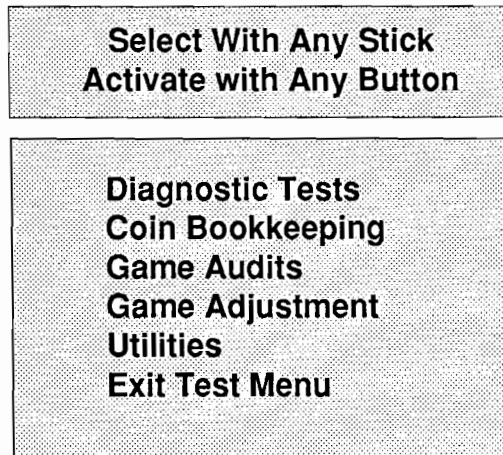 Select With Any Stick
Activate with Any Button
Diagnostic Tests
Coin Bookkeeping
Game Audits
Game Adjustment
Utilities
Exit Test Menu